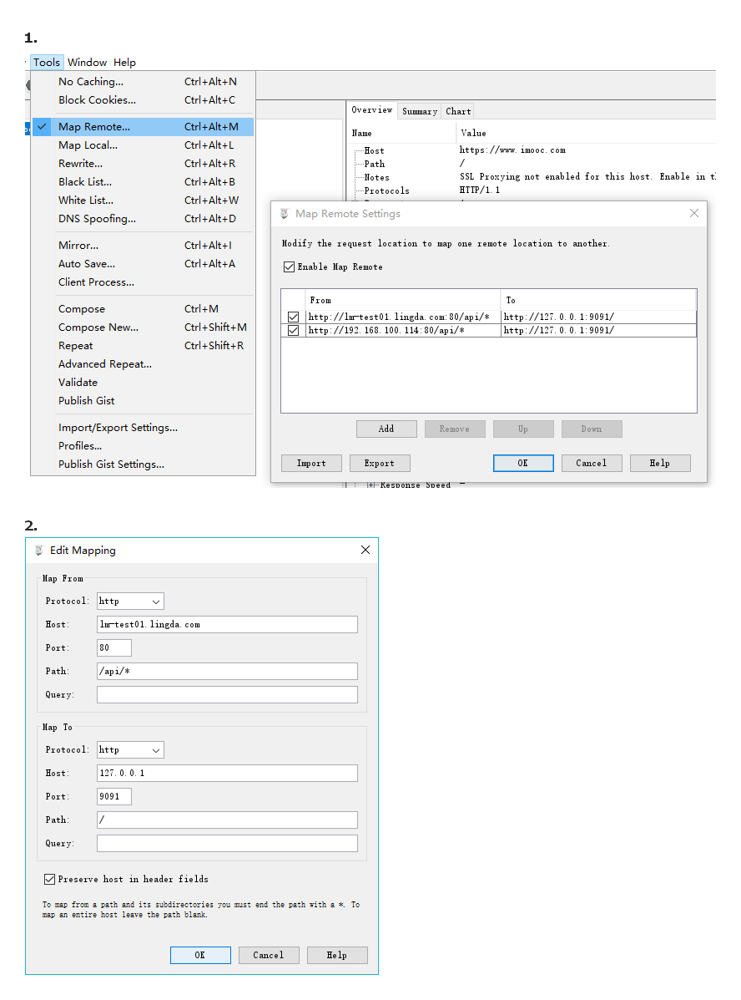 1.
Tools Window Help
No Caching... Ctrl+Alt+N
Block Cookies... Ctrl+Alt+C
Map Remote... Ctrl+Alt+M
Map Local... Ctrl+Alt+L
Rewrite... Ctrl+Alt+R
Black List... Ctrl+Alt+B
White List... Ctrl+Alt+W
DNS Spoofing... Ctrl+Alt+D
Mirror... Ctrl+Alt+I
Auto Save... Ctrl+Alt+A
Client Process...
Compose Ctrl+M
Compose New... Ctrl+Shift+M
Repeat Ctrl+Shift+R
Advanced Repeat...
Validate
Publish Gist
Import/Export Settings...
Profiles...
Publish Gist Settings...
Overview Summary Chart
Name Value
Host https://www.imooc.com
Path /
Notes SSL Proxying not enabled for this host. Enable in
Protocols HTTP/1.1
Map Remote Settings
Modify the request location to map one remote location to another.
Enable Map Remote
From To
http://lm-test01.lingda.com:80/api/* http://127.0.0.1:9091/
http://192.168.100.114:80/api/* http://127.0.0.1:9091/
Add Remove Up Down
Import Export OK Cancel Help
Response Speed
2.
Edit Mapping
Map From
Protocol: http
Host: lm-test01.lingda.com
Port: 80
Path: /api/*
Query:
Map To
Protocol: http
Host: 127.0.0.1
Port: 9091
Path: /
Query:
Preserve host in header fields
To map from a path and its subdirectories you must end the path with a *. To
map an entire host leave the path blank.
OK Cancel Help